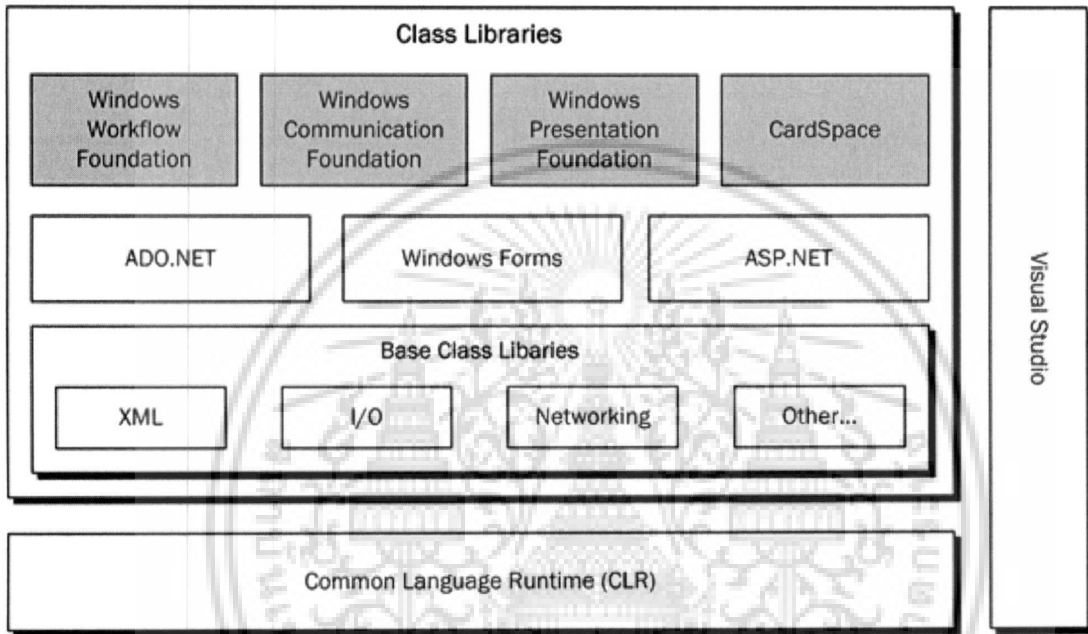 Class Libraries
Windows
Workflow
Foundation
Windows
Communication
Foundation
Windows
Presentation
Foundation
CardSpace
ADO.NET
Windows Forms
ASP.NET
Base Class Libaries
XML
I/O
Networking
Other...
Common Language Runtime (CLR)
Visual Studio